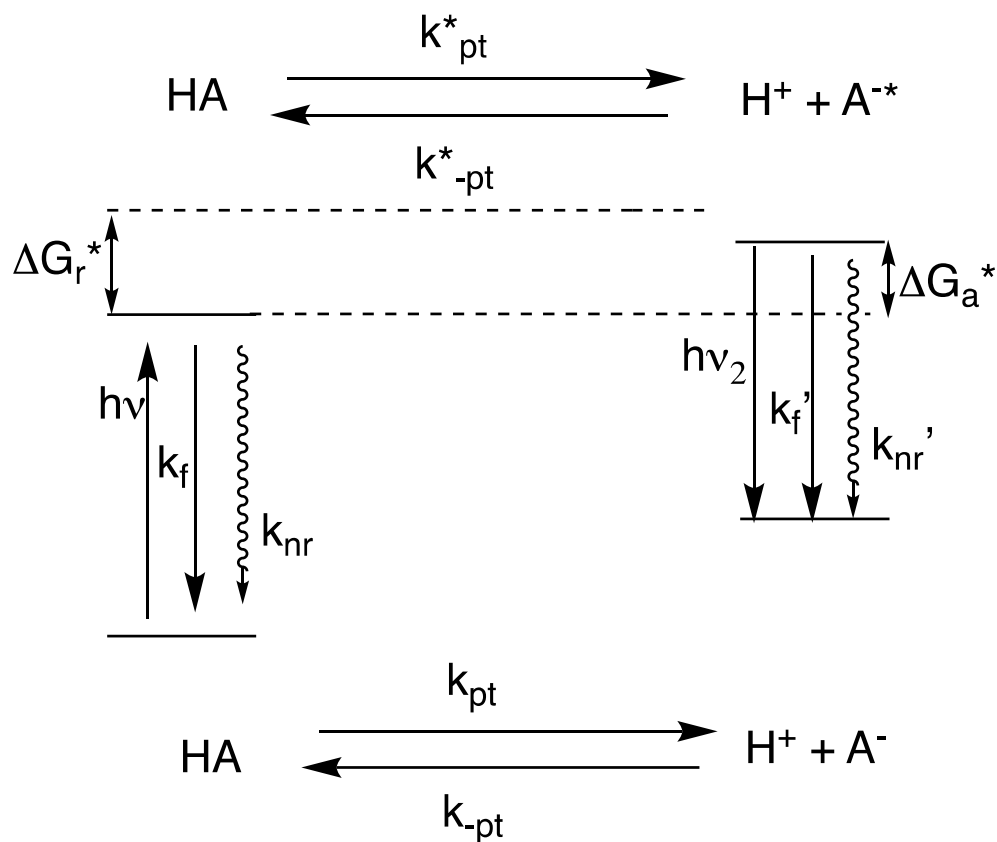 k*pt
HA
H+ + A-*
k*-pt
ΔGr*
ΔGa*
hν
kf
knr
hν2
kf’
knr’
kpt
HA
H+ + A-
k-pt